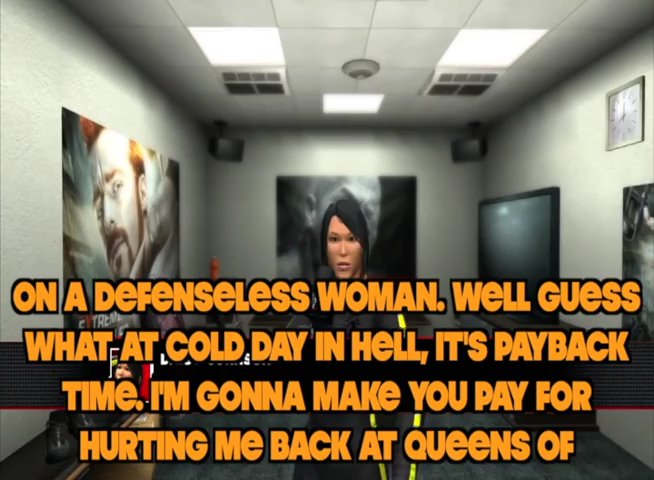 EXTREME
ON A DEFENSELESS WOMAN. WELL GUESS
WHAT AT COLD DAY IN HELL, IT'S PAYBACK
TIME. I'M GONNA MAKE YOU PAY FOR
HURTING ME BACK AT QUEENS OF